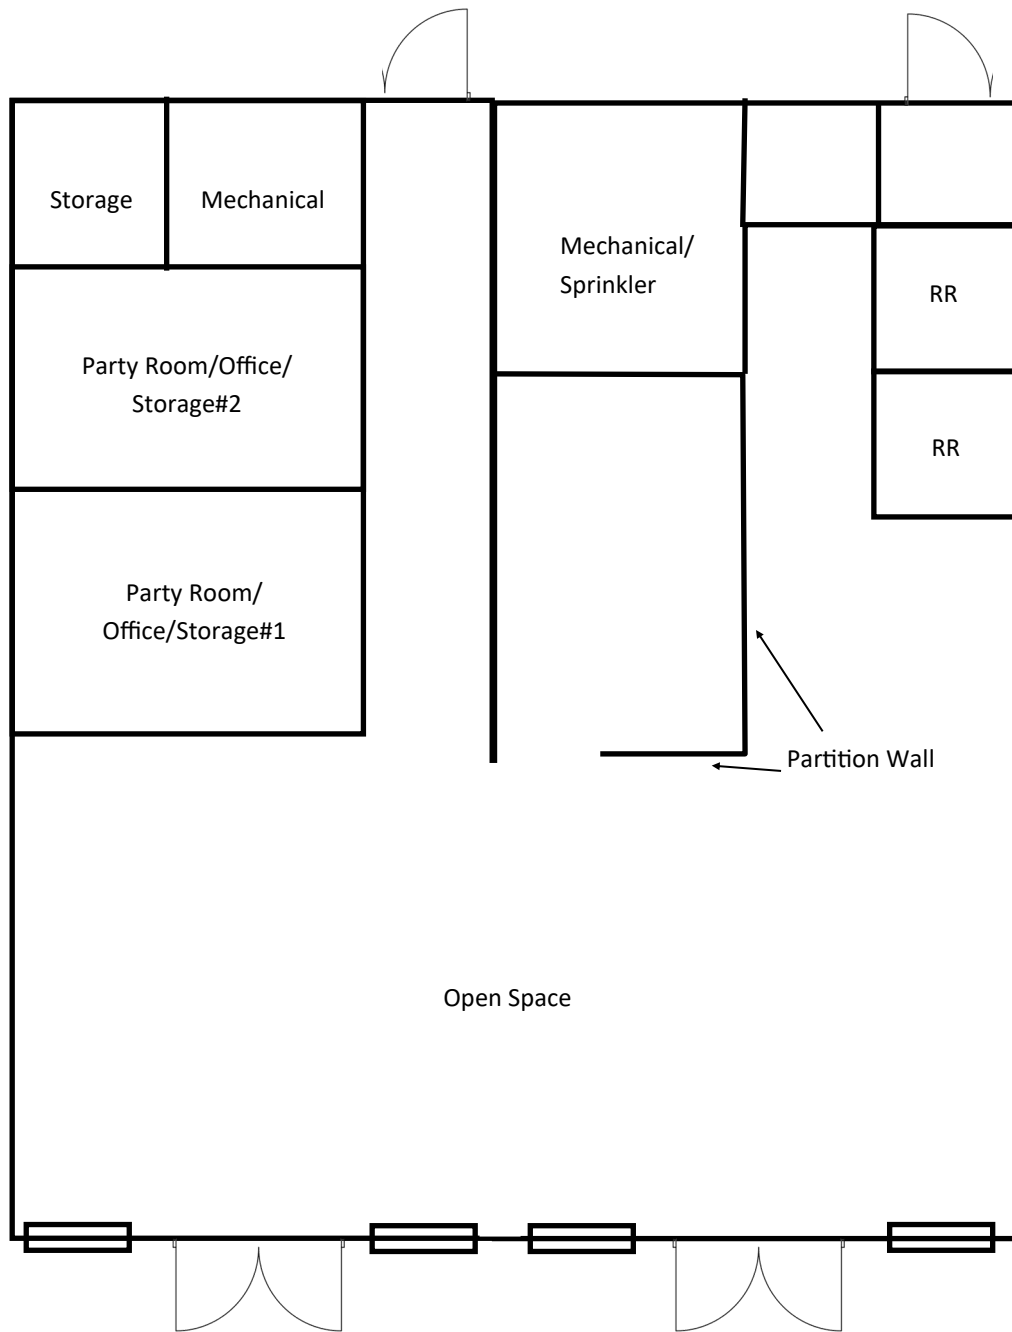 Storage
Mechanical
Mechanical/
Sprinkler
RR
Party Room/Office/
Storage#2
RR
Party Room/
Office/Storage#1
Partition Wall
Open Space